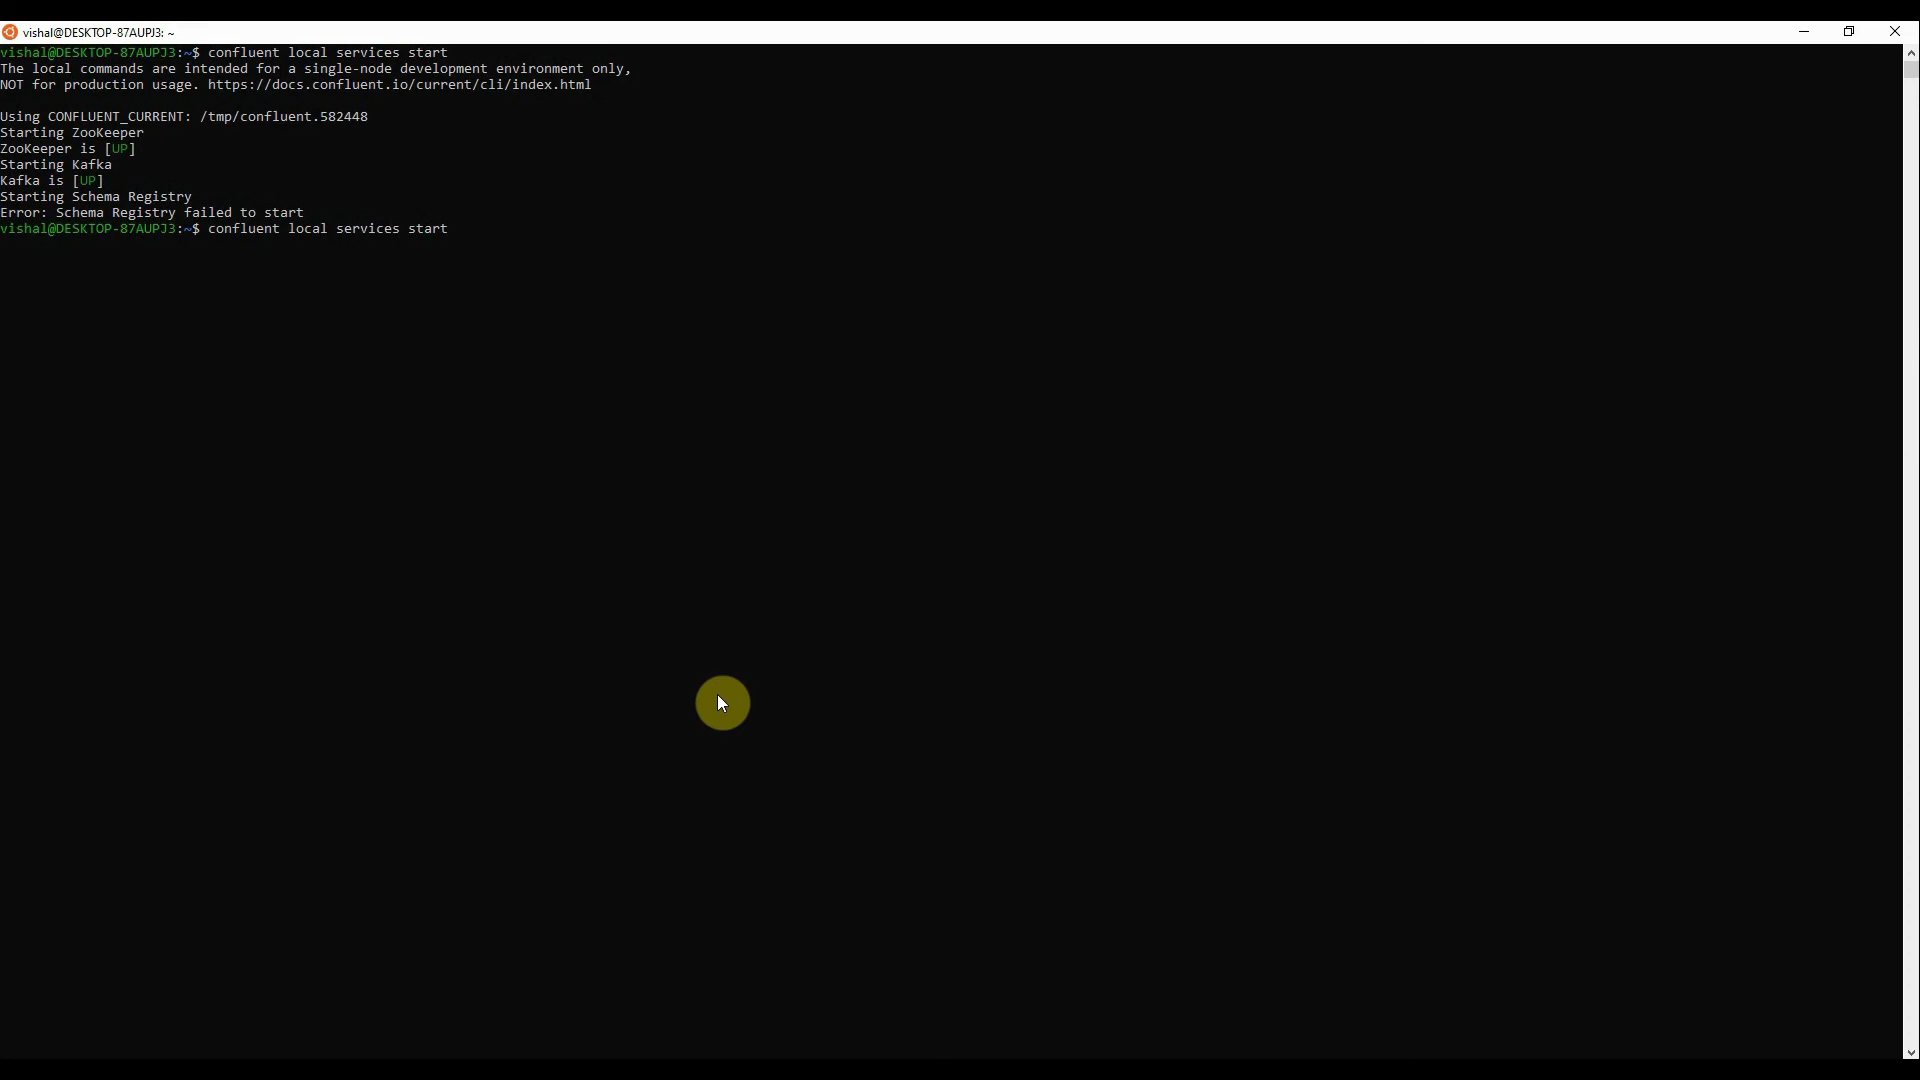 vishal@DESKTOP-87AUPJ3: ~
vishal@DESKTOP-87AUPJ3:~$ confluent local services start
The local commands are intended for a single-node development environment only,
NOT for production usage. https://docs.confluent.io/current/cli/index.html
Using CONFLUENT_CURRENT: /tmp/confluent.582448
Starting ZooKeeper
ZooKeeper is [UP]
Starting Kafka
Kafka is [UP]
Starting Schema Registry
Error: Schema Registry failed to start
vishal@DESKTOP-87AUPJ3:~$ confluent local services start